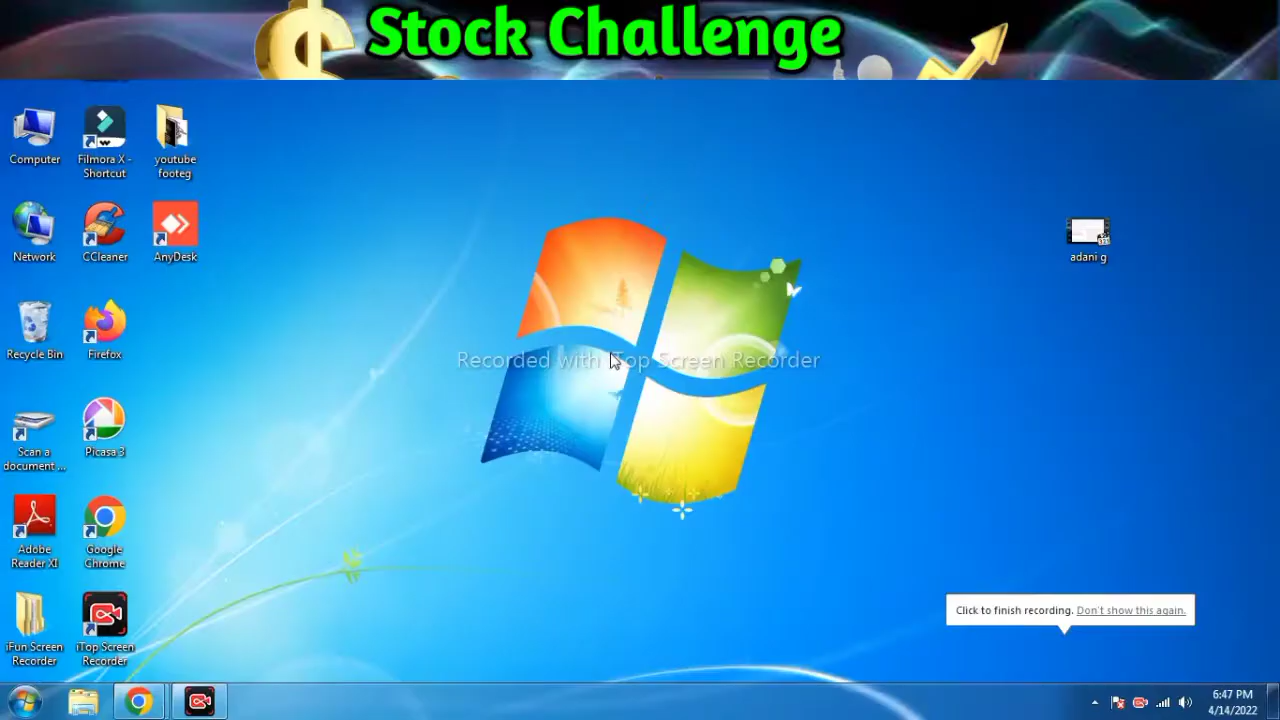 Stock Challenge
Computer
Filmora X -
Shortcut
youtube
footeg
Network
CCleaner
AnyDesk
adani g
Recycle Bin
Firefox
Recorded with iTop Screen Recorder
Scan a
document ...
Picasa 3
Adobe
Reader XI
Google
Chrome
Click to finish recording. Don't show this again.
iFun Screen
Recorder
iTop Screen
Recorder
6:47 PM
4/14/2022